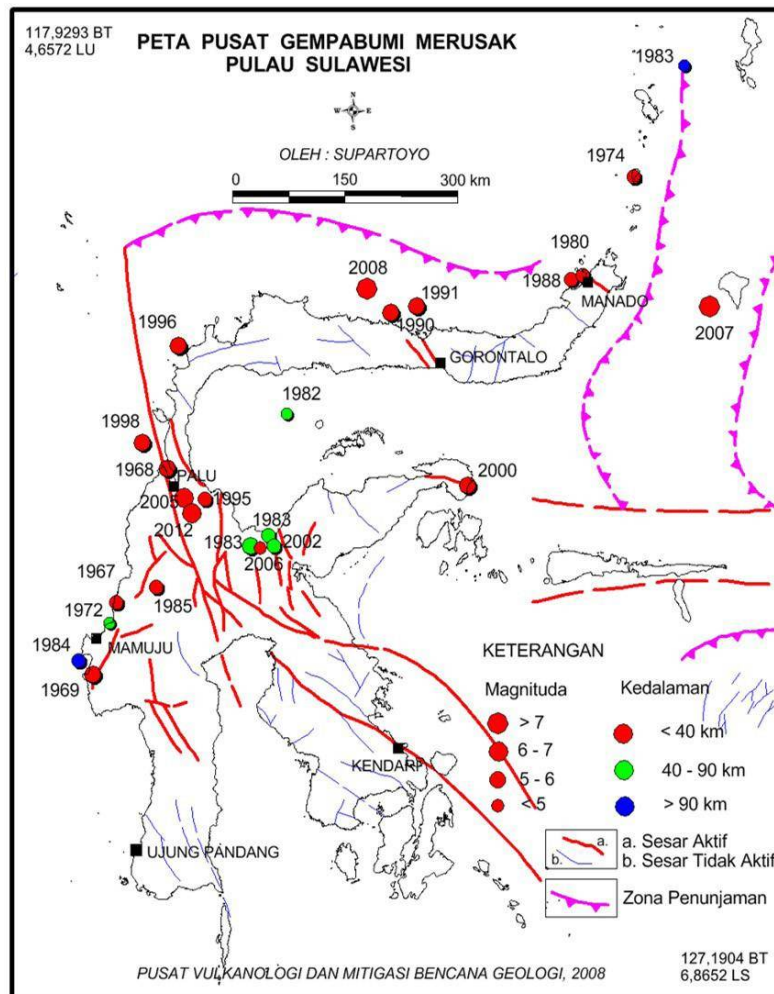 117,9293 BT
4,6572 LU
PETA PUSAT GEMPABUMI MERUSAK
PULAU SULAWESI
N
W E
S
OLEH : SUPARTOYO
0 150 300 km
1983
1974
1980
1988
MANADO
2008
1991
1990
2007
1996
GORONTALO
1982
1998
1968
PALU
2000
2005
1995
2012
1983
1983
2002
2006
1967
1985
1972
MAMUJU
1984
1969
KENDARI
UJUNG PANDANG
KETERANGAN
Magnituda
> 7
6 - 7
5 - 6
< 5
Kedalaman
< 40 km
40 - 90 km
> 90 km
a.
b.
a. Sesar Aktif
b. Sesar Tidak Aktif
Zona Penunjaman
PUSAT VULKANOLOGI DAN MITIGASI BENCANA GEOLOGI, 2008
127,1904 BT
6,8652 LS